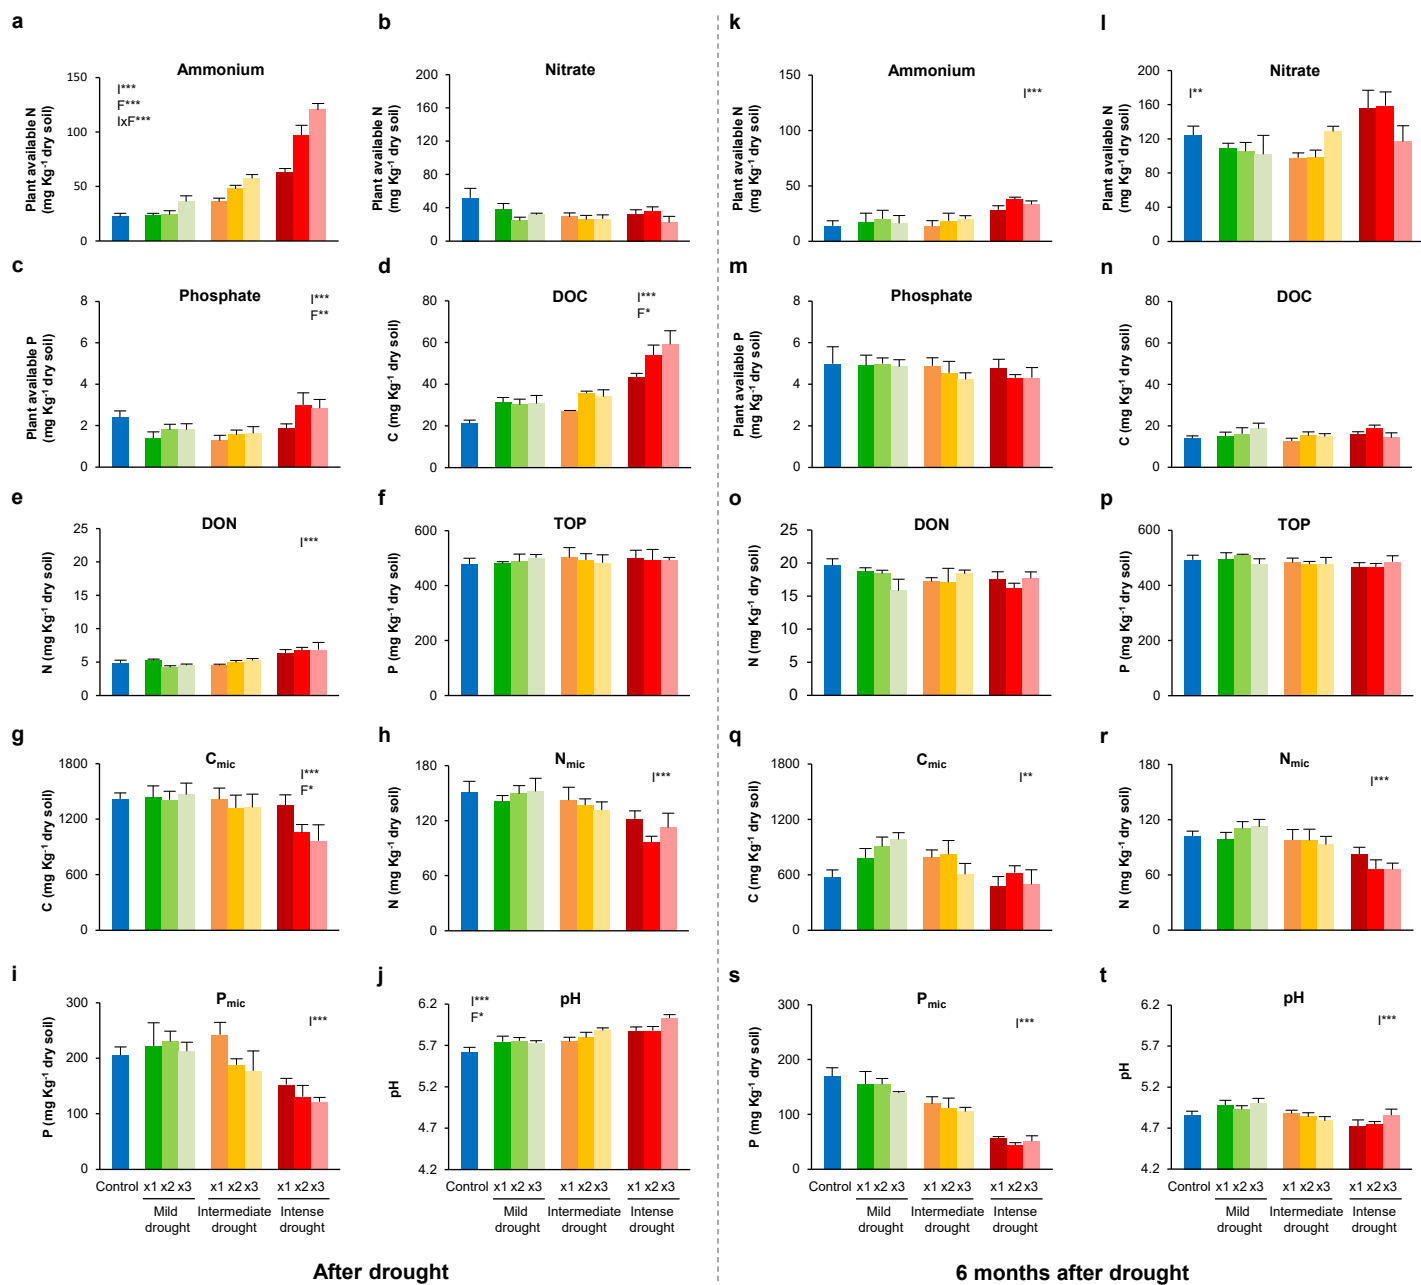 a
Ammonium
Plant available N
(mg Kg⁻¹ dry soil)
150
100
50
0
I***
F***
IxF***
b
Nitrate
Plant available N
(mg Kg⁻¹ dry soil)
200
160
120
80
40
0
k
Ammonium
Plant available N
(mg Kg⁻¹ dry soil)
150
100
50
0
I***
l
Nitrate
Plant available N
(mg Kg⁻¹ dry soil)
200
160
120
80
40
0
I**
c
Phosphate
Plant available P
(mg Kg⁻¹ dry soil)
8
6
4
2
0
I***
F**
d
DOC
C (mg Kg⁻¹ dry soil)
80
60
40
20
0
I***
F*
m
Phosphate
Plant available P
(mg Kg⁻¹ dry soil)
8
6
4
2
0
n
DOC
C (mg Kg⁻¹ dry soil)
80
60
40
20
0
e
DON
N (mg Kg⁻¹ dry soil)
25
20
15
10
5
0
I***
f
TOP
P (mg Kg⁻¹ dry soil)
600
400
200
0
o
DON
N (mg Kg⁻¹ dry soil)
25
20
15
10
5
0
p
TOP
P (mg Kg⁻¹ dry soil)
600
400
200
0
g
Cmic
C (mg Kg⁻¹ dry soil)
1800
1200
600
0
I***
F*
h
Nmic
N (mg Kg⁻¹ dry soil)
180
120
60
0
I***
q
Cmic
C (mg Kg⁻¹ dry soil)
1800
1200
600
0
I**
r
Nmic
N (mg Kg⁻¹ dry soil)
180
120
60
0
I***
i
Pmic
P (mg Kg⁻¹ dry soil)
300
200
100
0
I***
j
pH
pH
6.2
5.7
5.2
4.7
4.2
I***
F*
s
Pmic
P (mg Kg⁻¹ dry soil)
300
200
100
0
I***
t
pH
pH
6.2
5.7
5.2
4.7
4.2
I***
Control x1 x2 x3 x1 x2 x3 x1 x2 x3
Mild drought
Intermediate drought
Intense drought
Control x1 x2 x3 x1 x2 x3 x1 x2 x3
Mild drought
Intermediate drought
Intense drought
Control x1 x2 x3 x1 x2 x3 x1 x2 x3
Mild drought
Intermediate drought
Intense drought
Control x1 x2 x3 x1 x2 x3 x1 x2 x3
Mild drought
Intermediate drought
Intense drought
After drought
6 months after drought